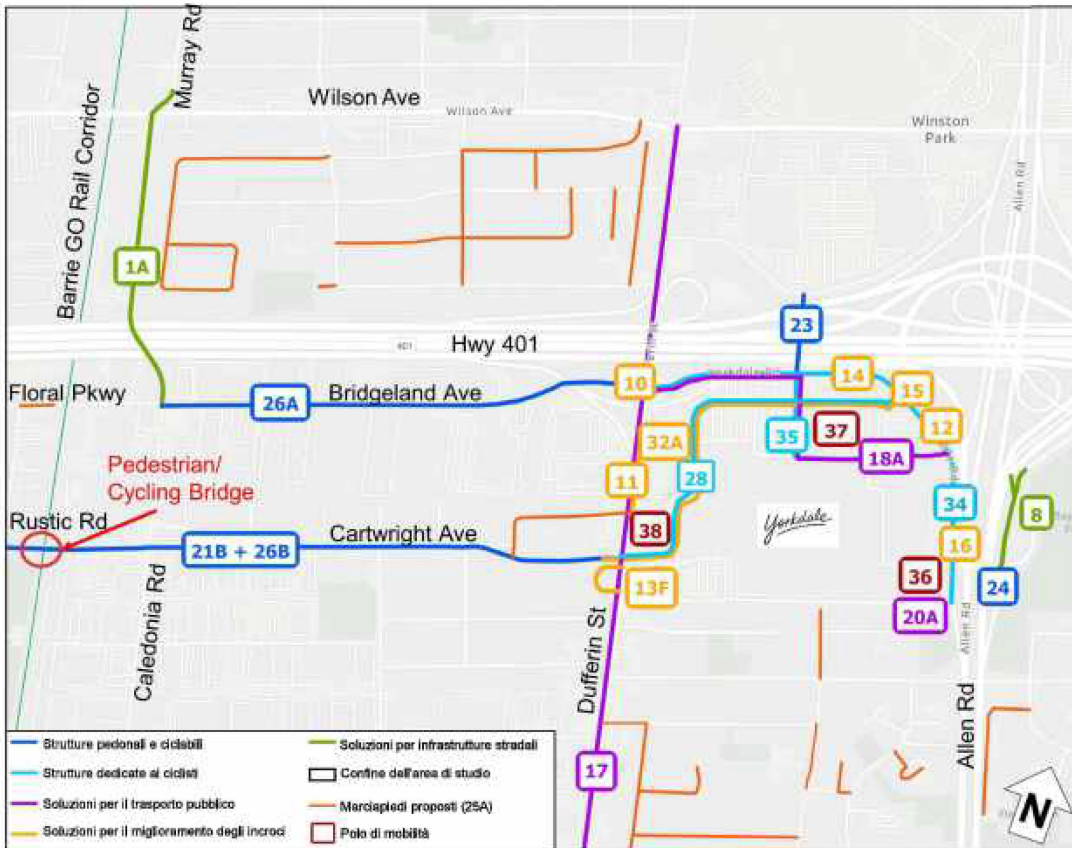 Murray Rd
Wilson Ave
Wilson Ave
Winston
Park
Barrie GO Rail Corridor
Allen Rd
1A
23
401
Hwy 401
10
14
15
Floral Pkwy
26A
Bridgeland Ave
12
32A
35
37
18A
Pedestrian/
Cycling Bridge
11
28
34
8
Rustic Rd
Yorkdale
21B + 26B
Cartwright Ave
38
16
36
24
13F
20A
Caledonia Rd
Dufferin St
Allen Rd
Allen Rd
17
N
Strutture pedonali e ciclabili
Soluzioni per infrastrutture stradali
Strutture dedicate ai ciclisti
Confine dell'area di studio
Soluzioni per il trasporto pubblico
Marciapiedi proposti (25A)
Soluzioni per il miglioramento degli incroci
Polo di mobilità